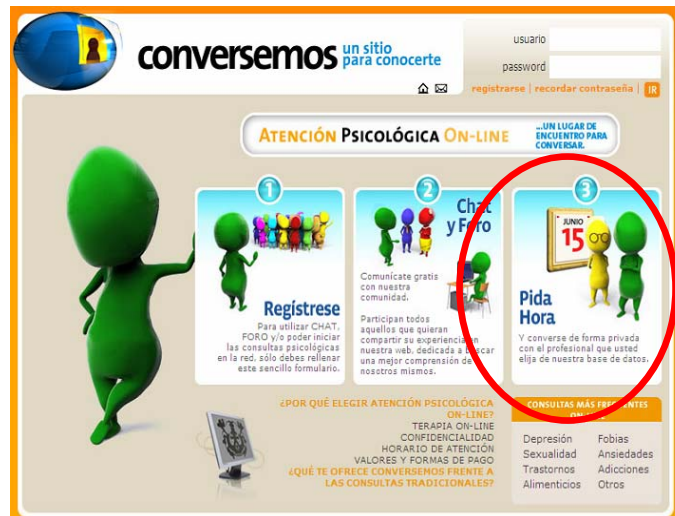 conversemos un sitio
para conocerte
usuario
password
registrarse | recordar contraseña | IR
ATENCIÓN PSICOLÓGICA ON-LINE
...UN LUGAR DE
ENCUENTRO PARA
CONVERSAR.
1
Regístrese
Para utilizar CHAT,
FORO y/o poder iniciar
las consultas psicológicas
en la red, sólo debes rellenar
este sencillo formulario.
2
Chat
y Foro
Comunícate gratis
con nuestra
comunidad.
Participan todos
aquellos que quieran
compartir su experiencia en
nuestra web, dedicada a buscar
una mejor comprensión de
nosotros mismos.
3
JUNIO
15
Pida
Hora
Y converse de forma privada
con el profesional que usted
elija de nuestra base de datos.
¿POR QUÉ ELEGIR ATENCIÓN PSICOLÓGICA
ON-LINE?
TERAPIA ON-LINE
CONFIDENCIALIDAD
HORARIO DE ATENCIÓN
VALORES Y FORMAS DE PAGO
¿QUÉ TE OFRECE CONVERSEMOS FRENTE A
LAS CONSULTAS TRADICIONALES?
CONSULTAS MÁS FRECUENTES
ON-LINE
Depresión Fobias
Sexualidad Ansiedades
Trastornos Adicciones
Alimenticios Otros